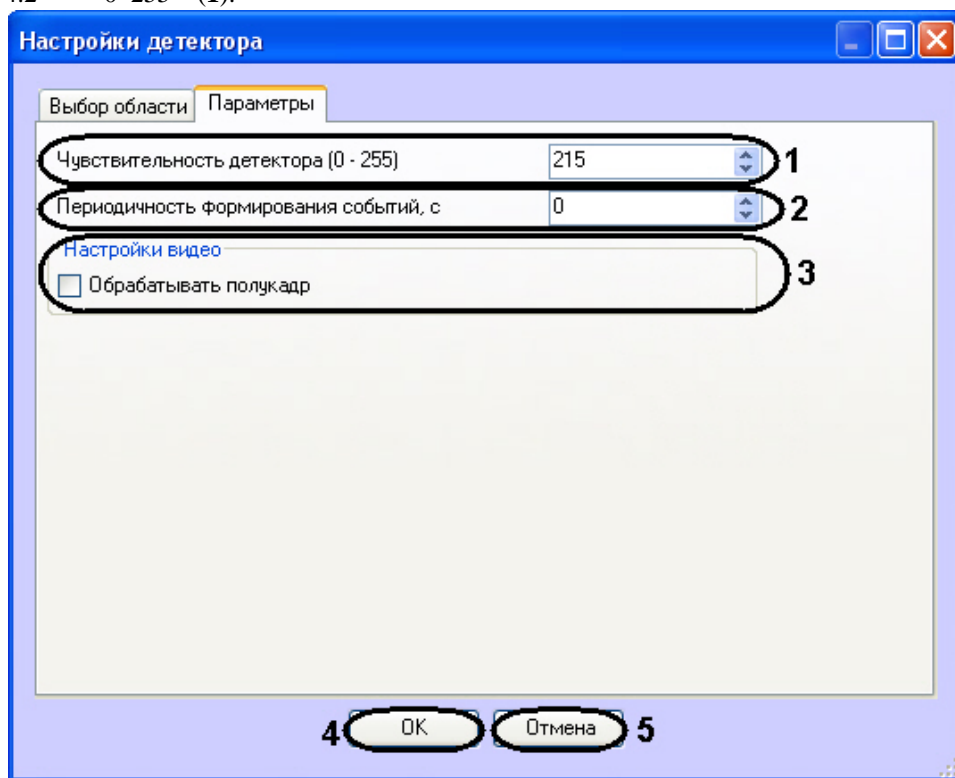 Настройки детектора
Выбор области Параметры
Чувствительность детектора (0 - 255) 215 1
Периодичность формирования событий, с 0 2
Настройки видео
Обрабатывать полукадр 3
4 OK Отмена 5